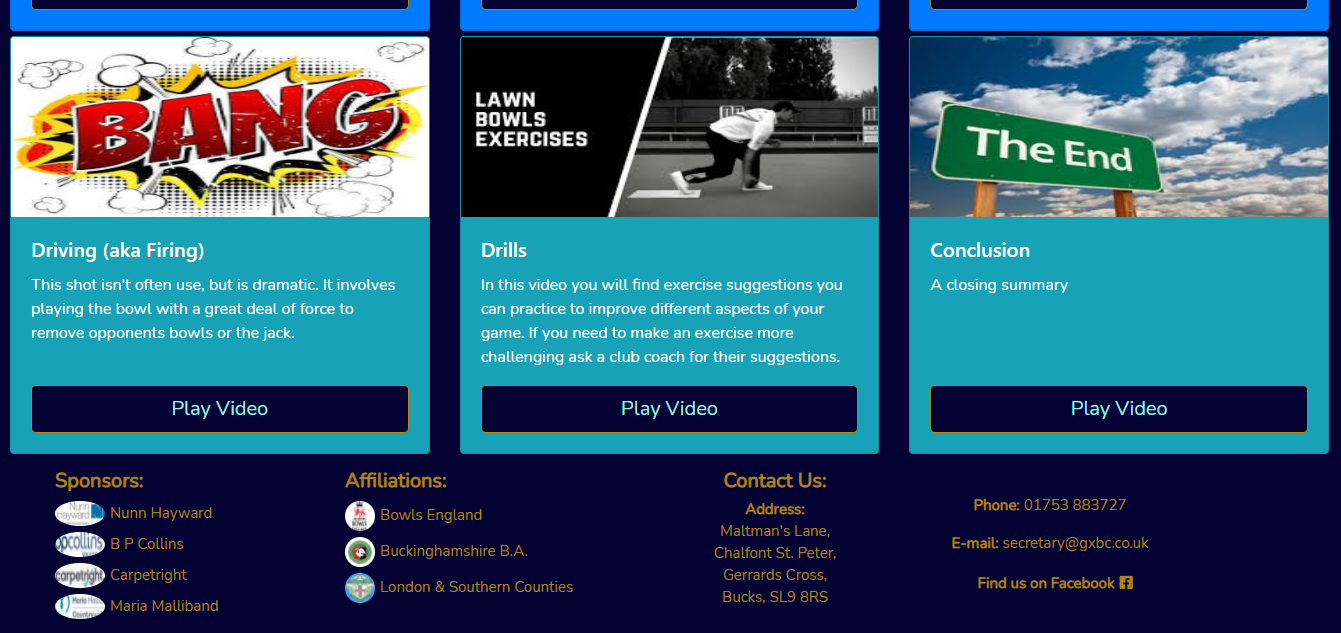 BANG
LAWN
BOWLS
EXERCISES
The End
Driving (aka Firing)
This shot isn't often use, but is dramatic. It involves
playing the bowl with a great deal of force to
remove opponents bowls or the jack.
Play Video
Drills
In this video you will find exercise suggestions you
can practice to improve different aspects of your
game. If you need to make an exercise more
challenging ask a club coach for their suggestions.
Play Video
Conclusion
A closing summary
Play Video
Sponsors:
Nunn Hayward
Nunn Hayward
bpcollins
B P Collins
carpetright
Carpetright
Maria Malliband
Affiliations:
Bowls England
Buckinghamshire B.A.
London & Southern Counties
Contact Us:
Address:
Maltman's Lane,
Chalfont St. Peter,
Gerrards Cross,
Bucks, SL9 8RS
Phone: 01753 883727
E-mail: secretary@gxbc.co.uk
Find us on Facebook